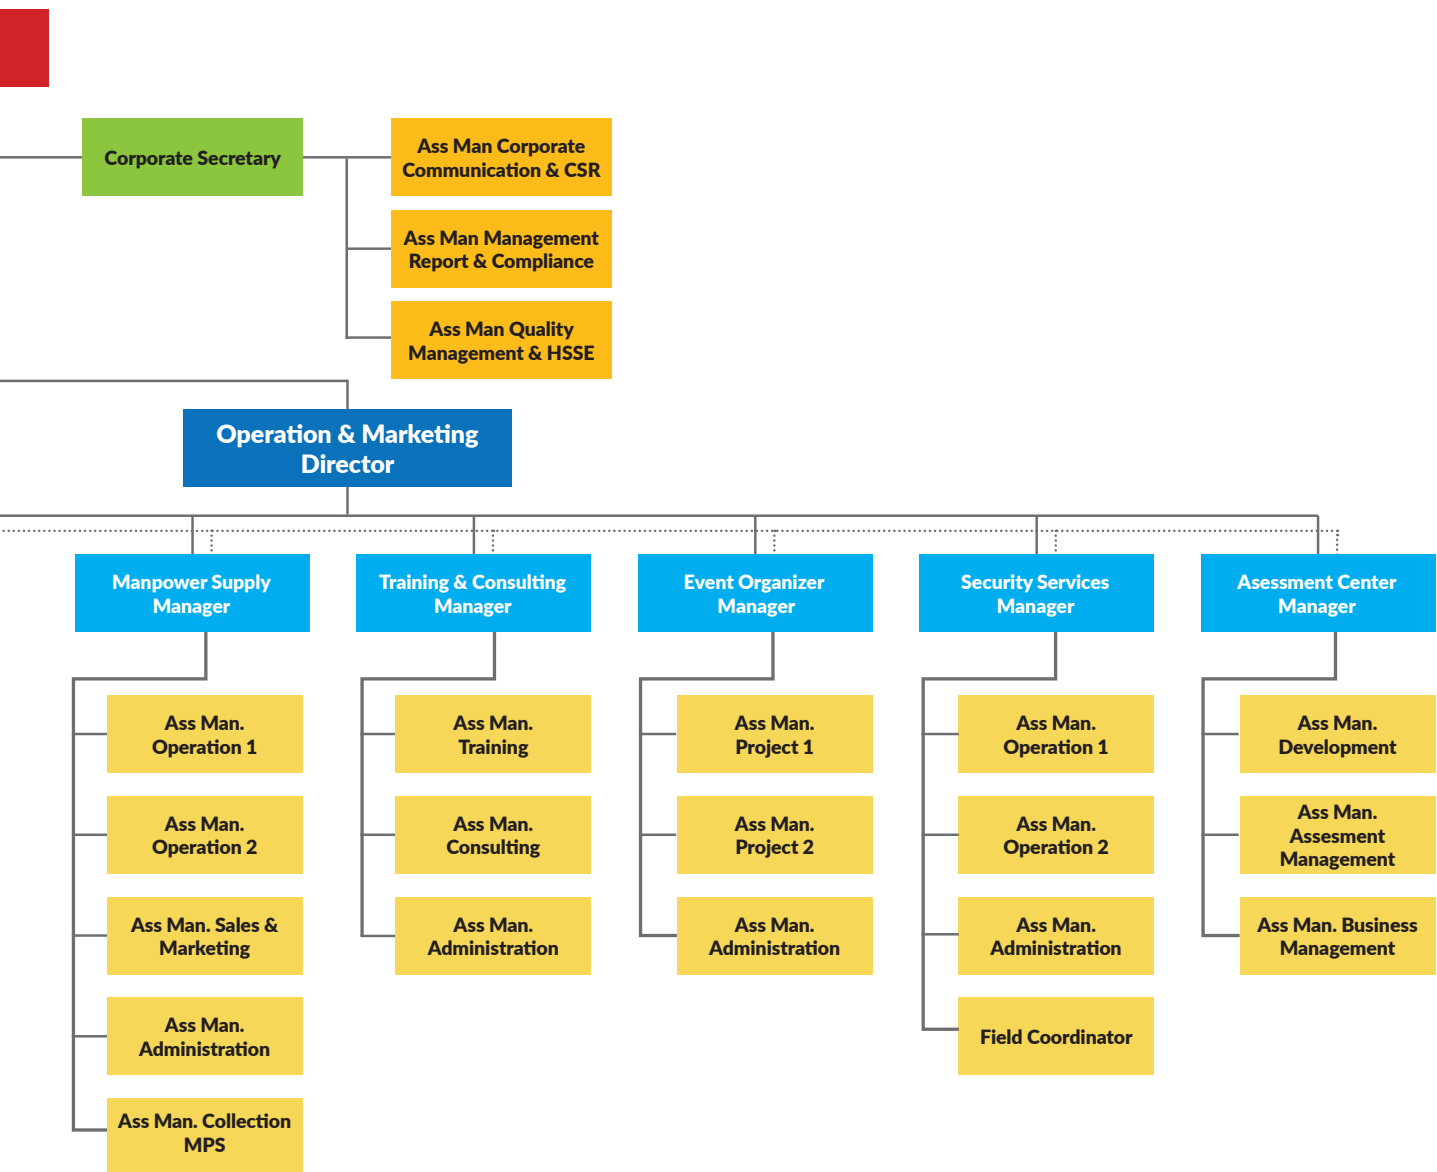 Corporate Secretary
Ass Man Corporate
Communication & CSR
Ass Man Management
Report & Compliance
Ass Man Quality
Management & HSSE
Operation & Marketing
Director
Manpower Supply
Manager
Training & Consulting
Manager
Event Organizer
Manager
Security Services
Manager
Asessment Center
Manager
Ass Man.
Operation 1
Ass Man.
Operation 2
Ass Man. Sales &
Marketing
Ass Man.
Administration
Ass Man. Collection
MPS
Ass Man.
Training
Ass Man.
Consulting
Ass Man.
Administration
Ass Man.
Project 1
Ass Man.
Project 2
Ass Man.
Administration
Ass Man.
Operation 1
Ass Man.
Operation 2
Ass Man.
Administration
Field Coordinator
Ass Man.
Development
Ass Man.
Assesment
Management
Ass Man. Business
Management